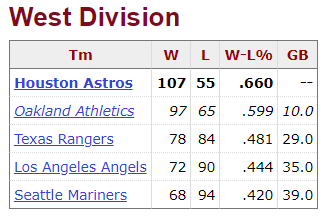 West Division
Tm W L W-L% GB
Houston Astros 107 55 .660 --
Oakland Athletics 97 65 .599 10.0
Texas Rangers 78 84 .481 29.0
Los Angeles Angels 72 90 .444 35.0
Seattle Mariners 68 94 .420 39.0